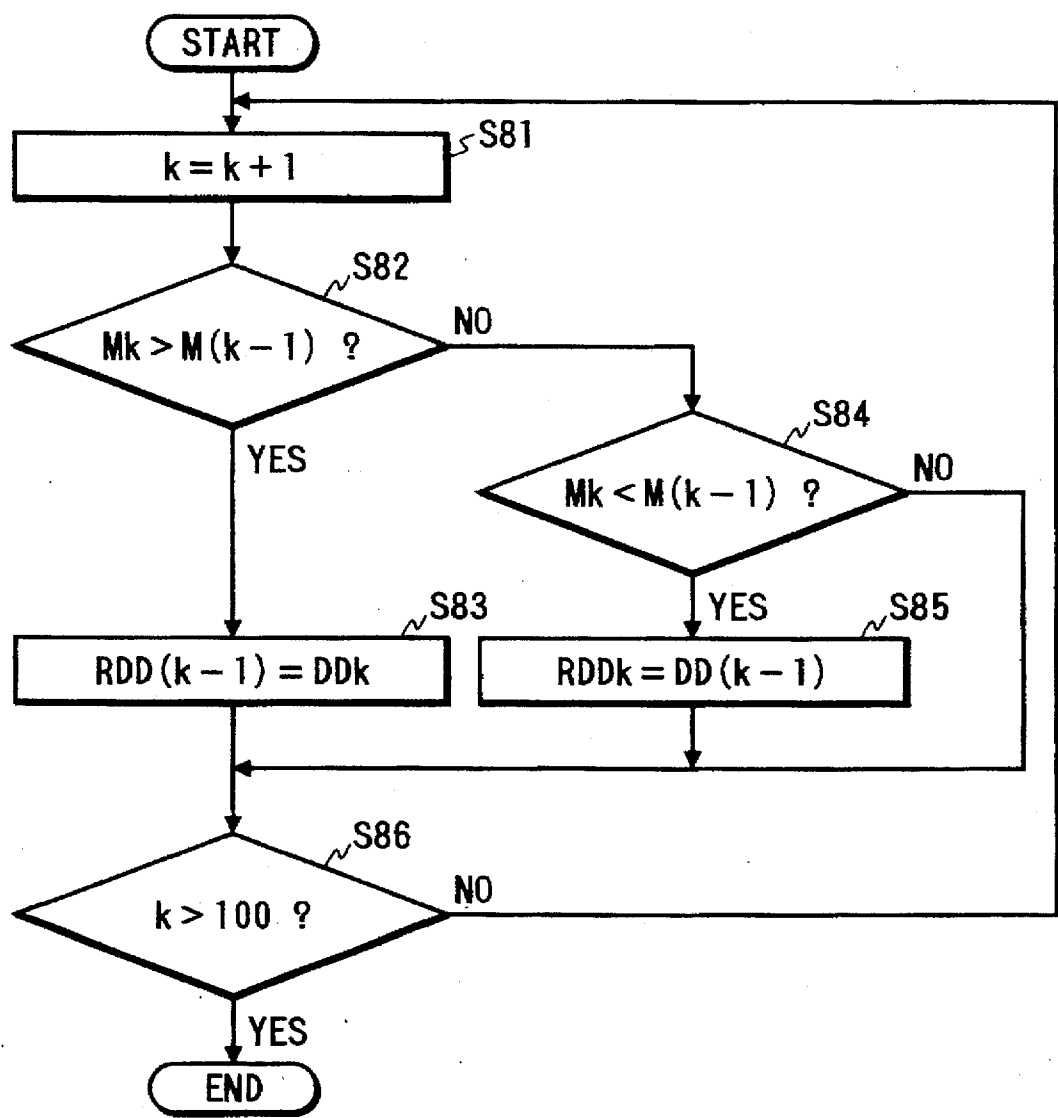 START
S81
k = k + 1
S82
Mk > M(k - 1) ?
NO
YES
S84
Mk < M(k - 1) ?
NO
YES
S83
RDD(k - 1) = DDk
S85
RDDk = DD(k - 1)
S86
k > 100 ?
NO
YES
END